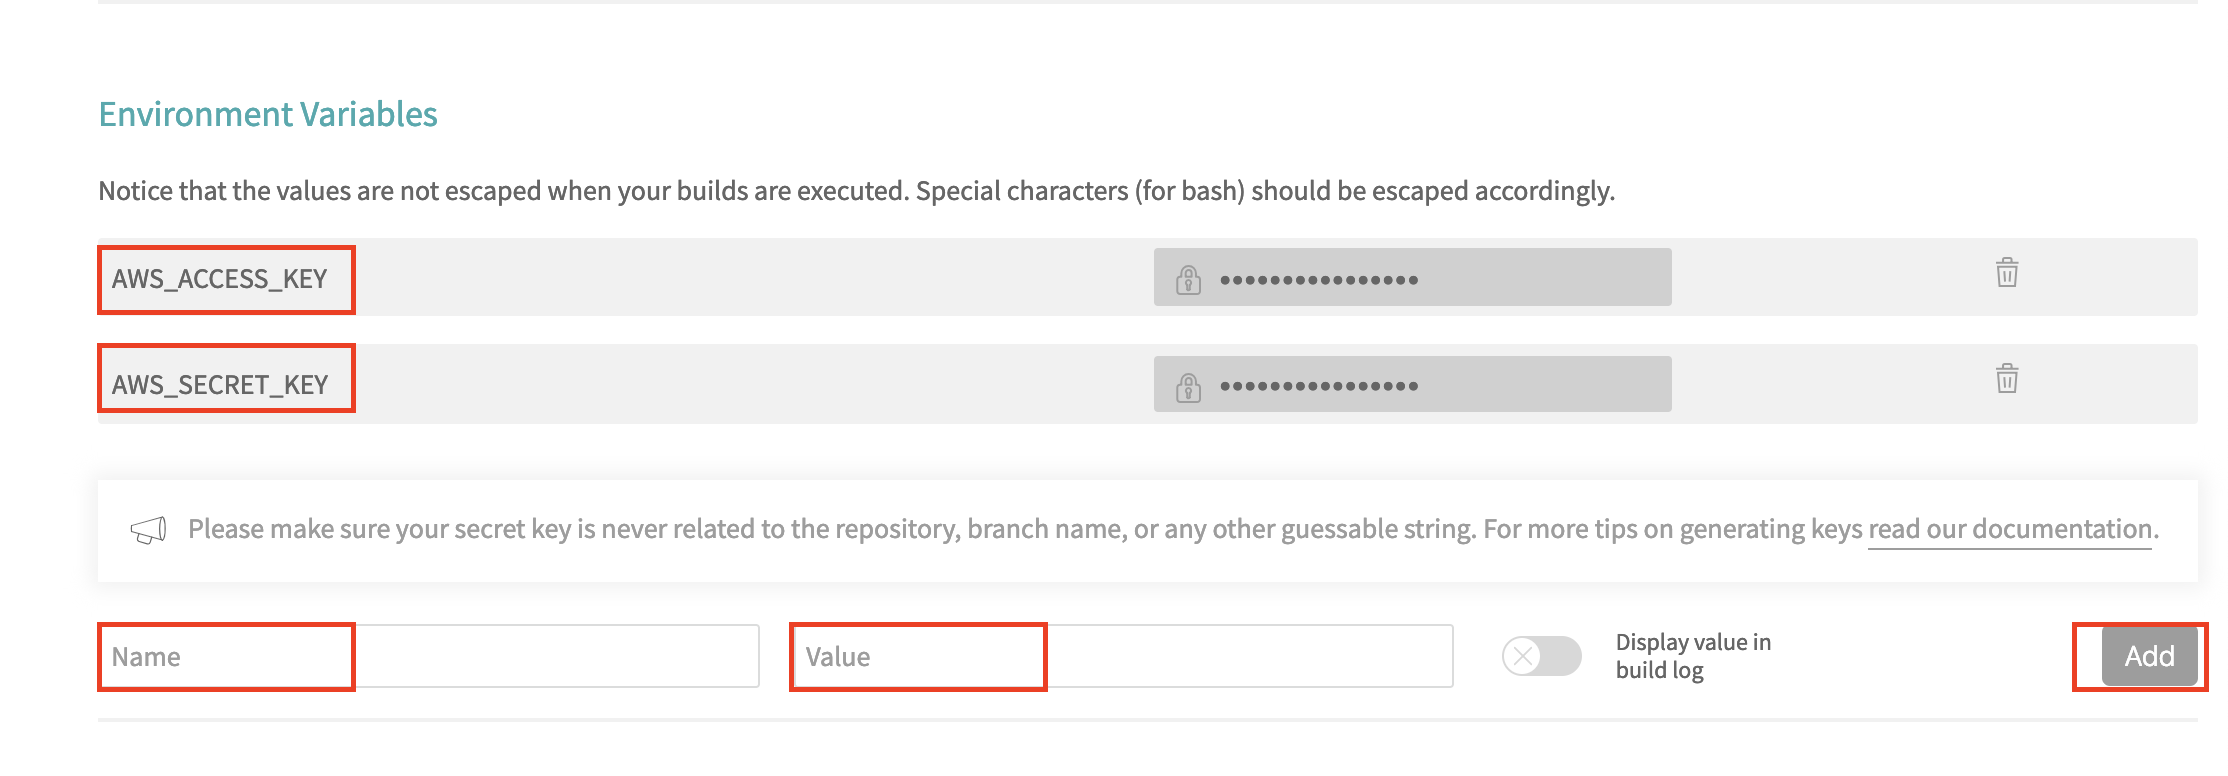 Environment Variables
Notice that the values are not escaped when your builds are executed. Special characters (for bash) should be escaped accordingly.
AWS_ACCESS_KEY ••••••••••••••••
AWS_SECRET_KEY ••••••••••••••••
Please make sure your secret key is never related to the repository, branch name, or any other guessable string. For more tips on generating keys read our documentation.
Name
Value
Display value in
build log
Add